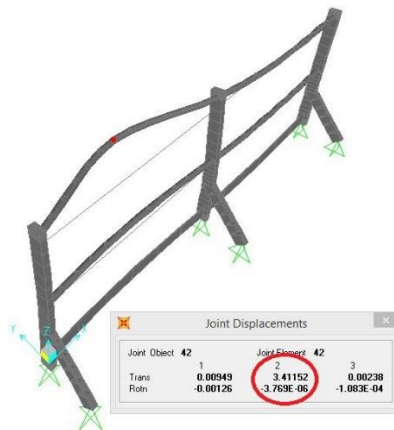 Y
Z
Joint Displacements
Joint Object 42 Joint Element 42
1 2 3
Trans 0.00949 3.41152 0.00238
Rotn -0.00126 -3.769E-06 -1.083E-04